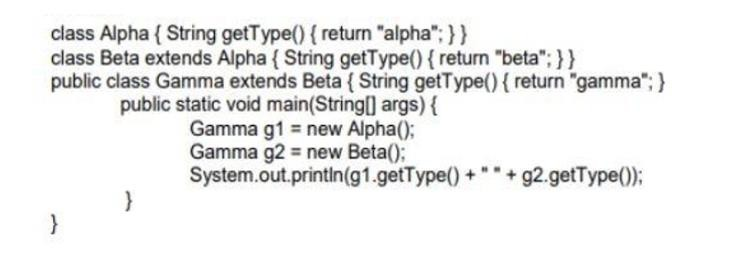 class Alpha { String getType() { return "alpha"; } }
class Beta extends Alpha { String getType() { return "beta"; } }
public class Gamma extends Beta { String getType() { return "gamma"; }
public static void main(String[] args) {
Gamma g1 = new Alpha();
Gamma g2 = new Beta();
System.out.println(g1.getType() + " " + g2.getType());
}
}